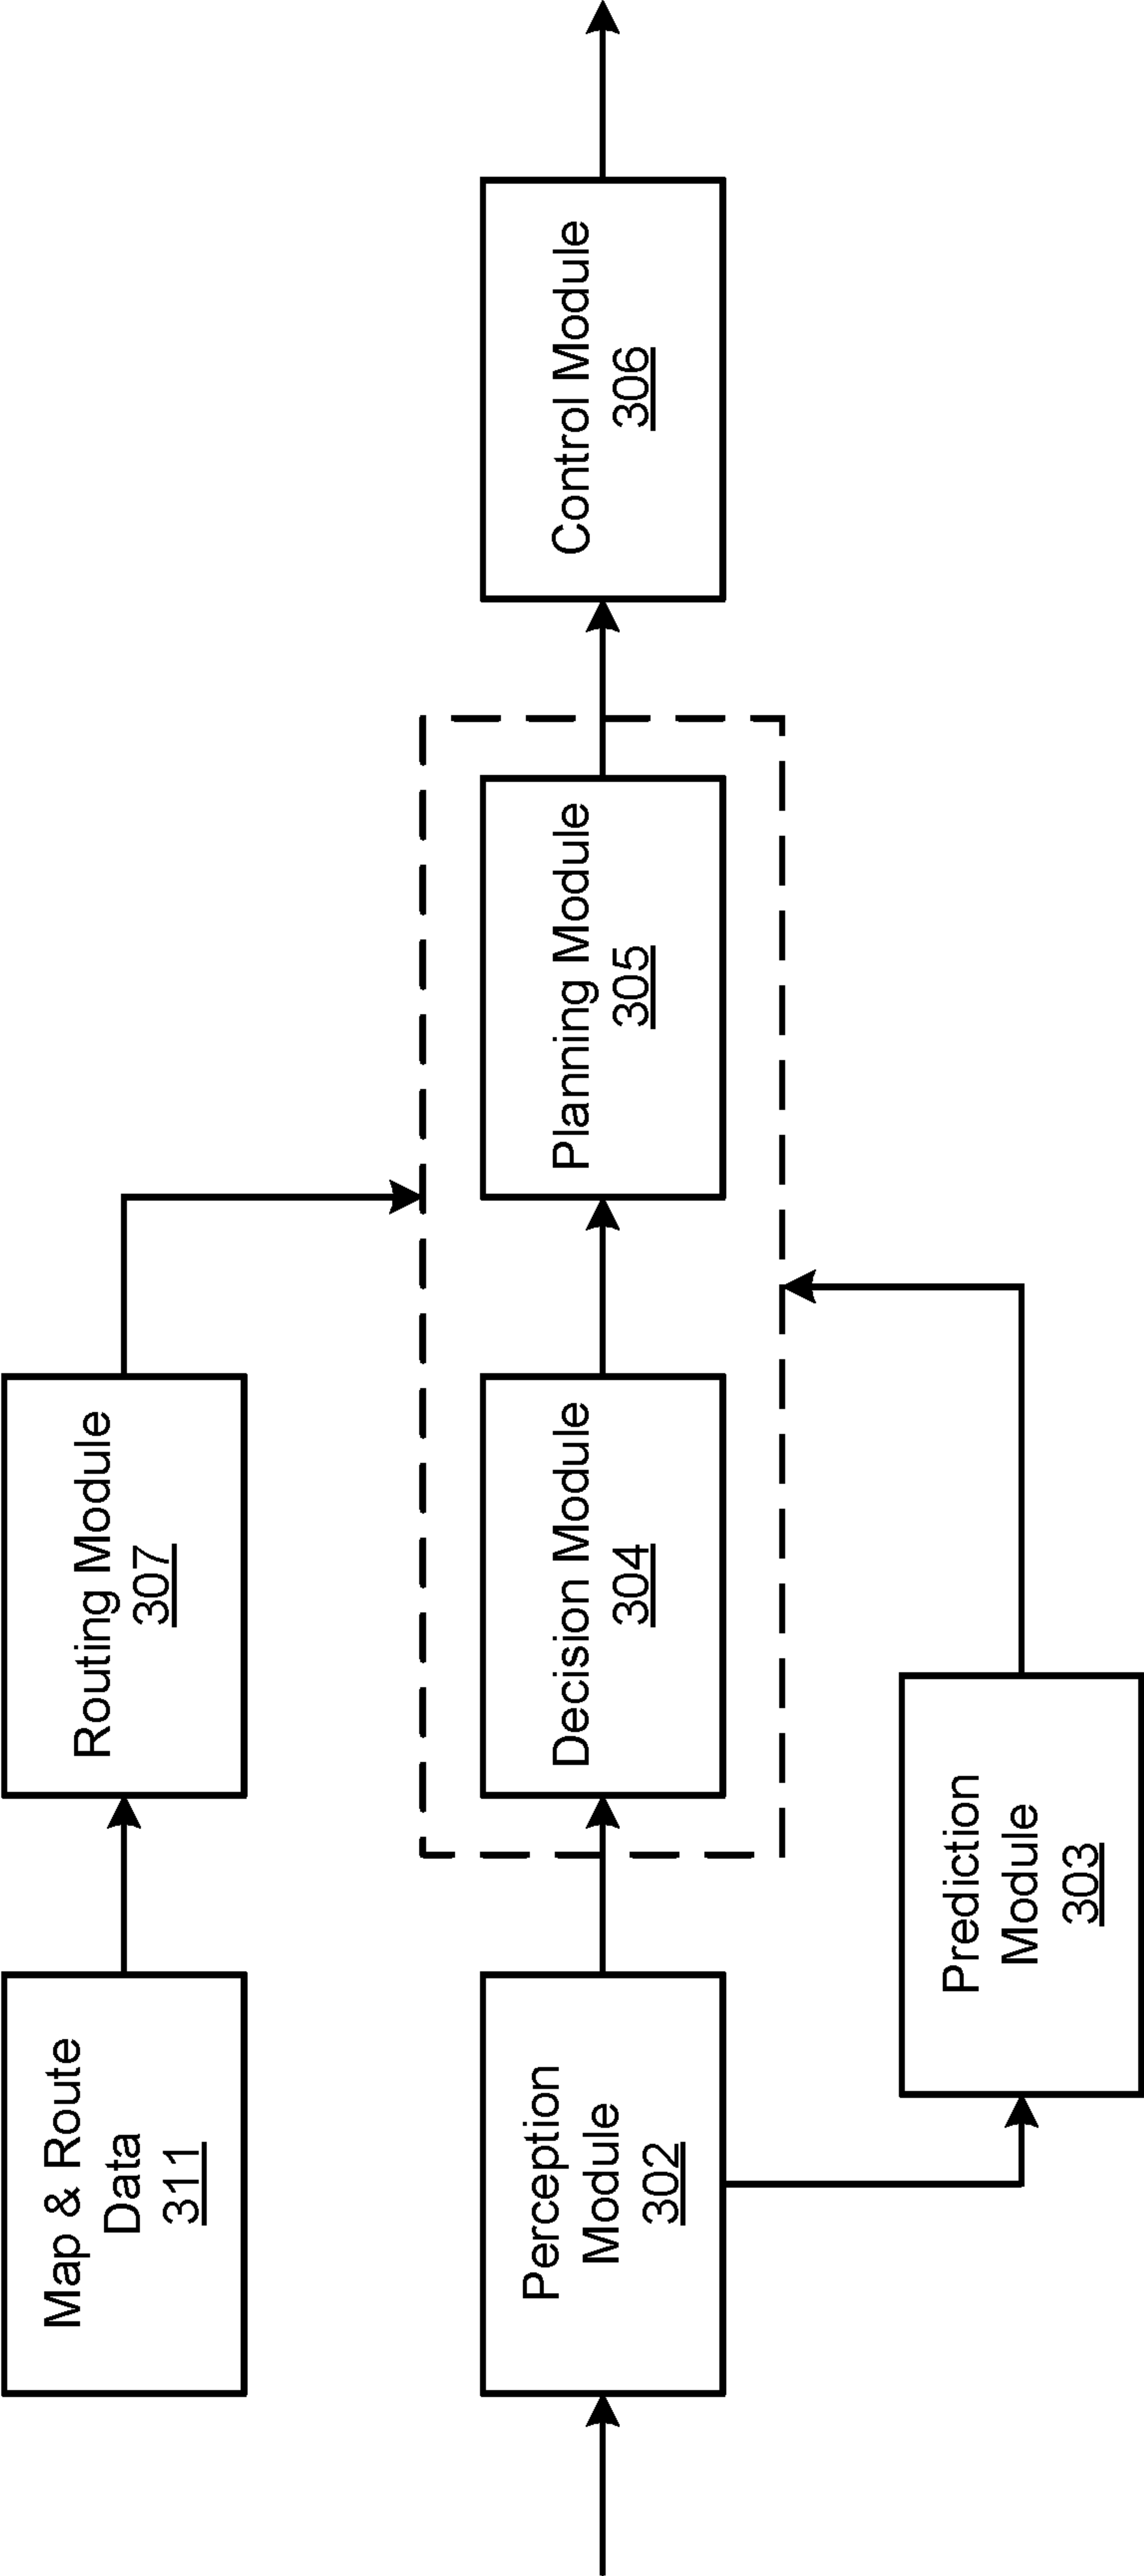 Map & Route
Data
311
Routing Module
307
Perception
Module
302
Decision Module
304
Planning Module
305
Control Module
306
Prediction
Module
303